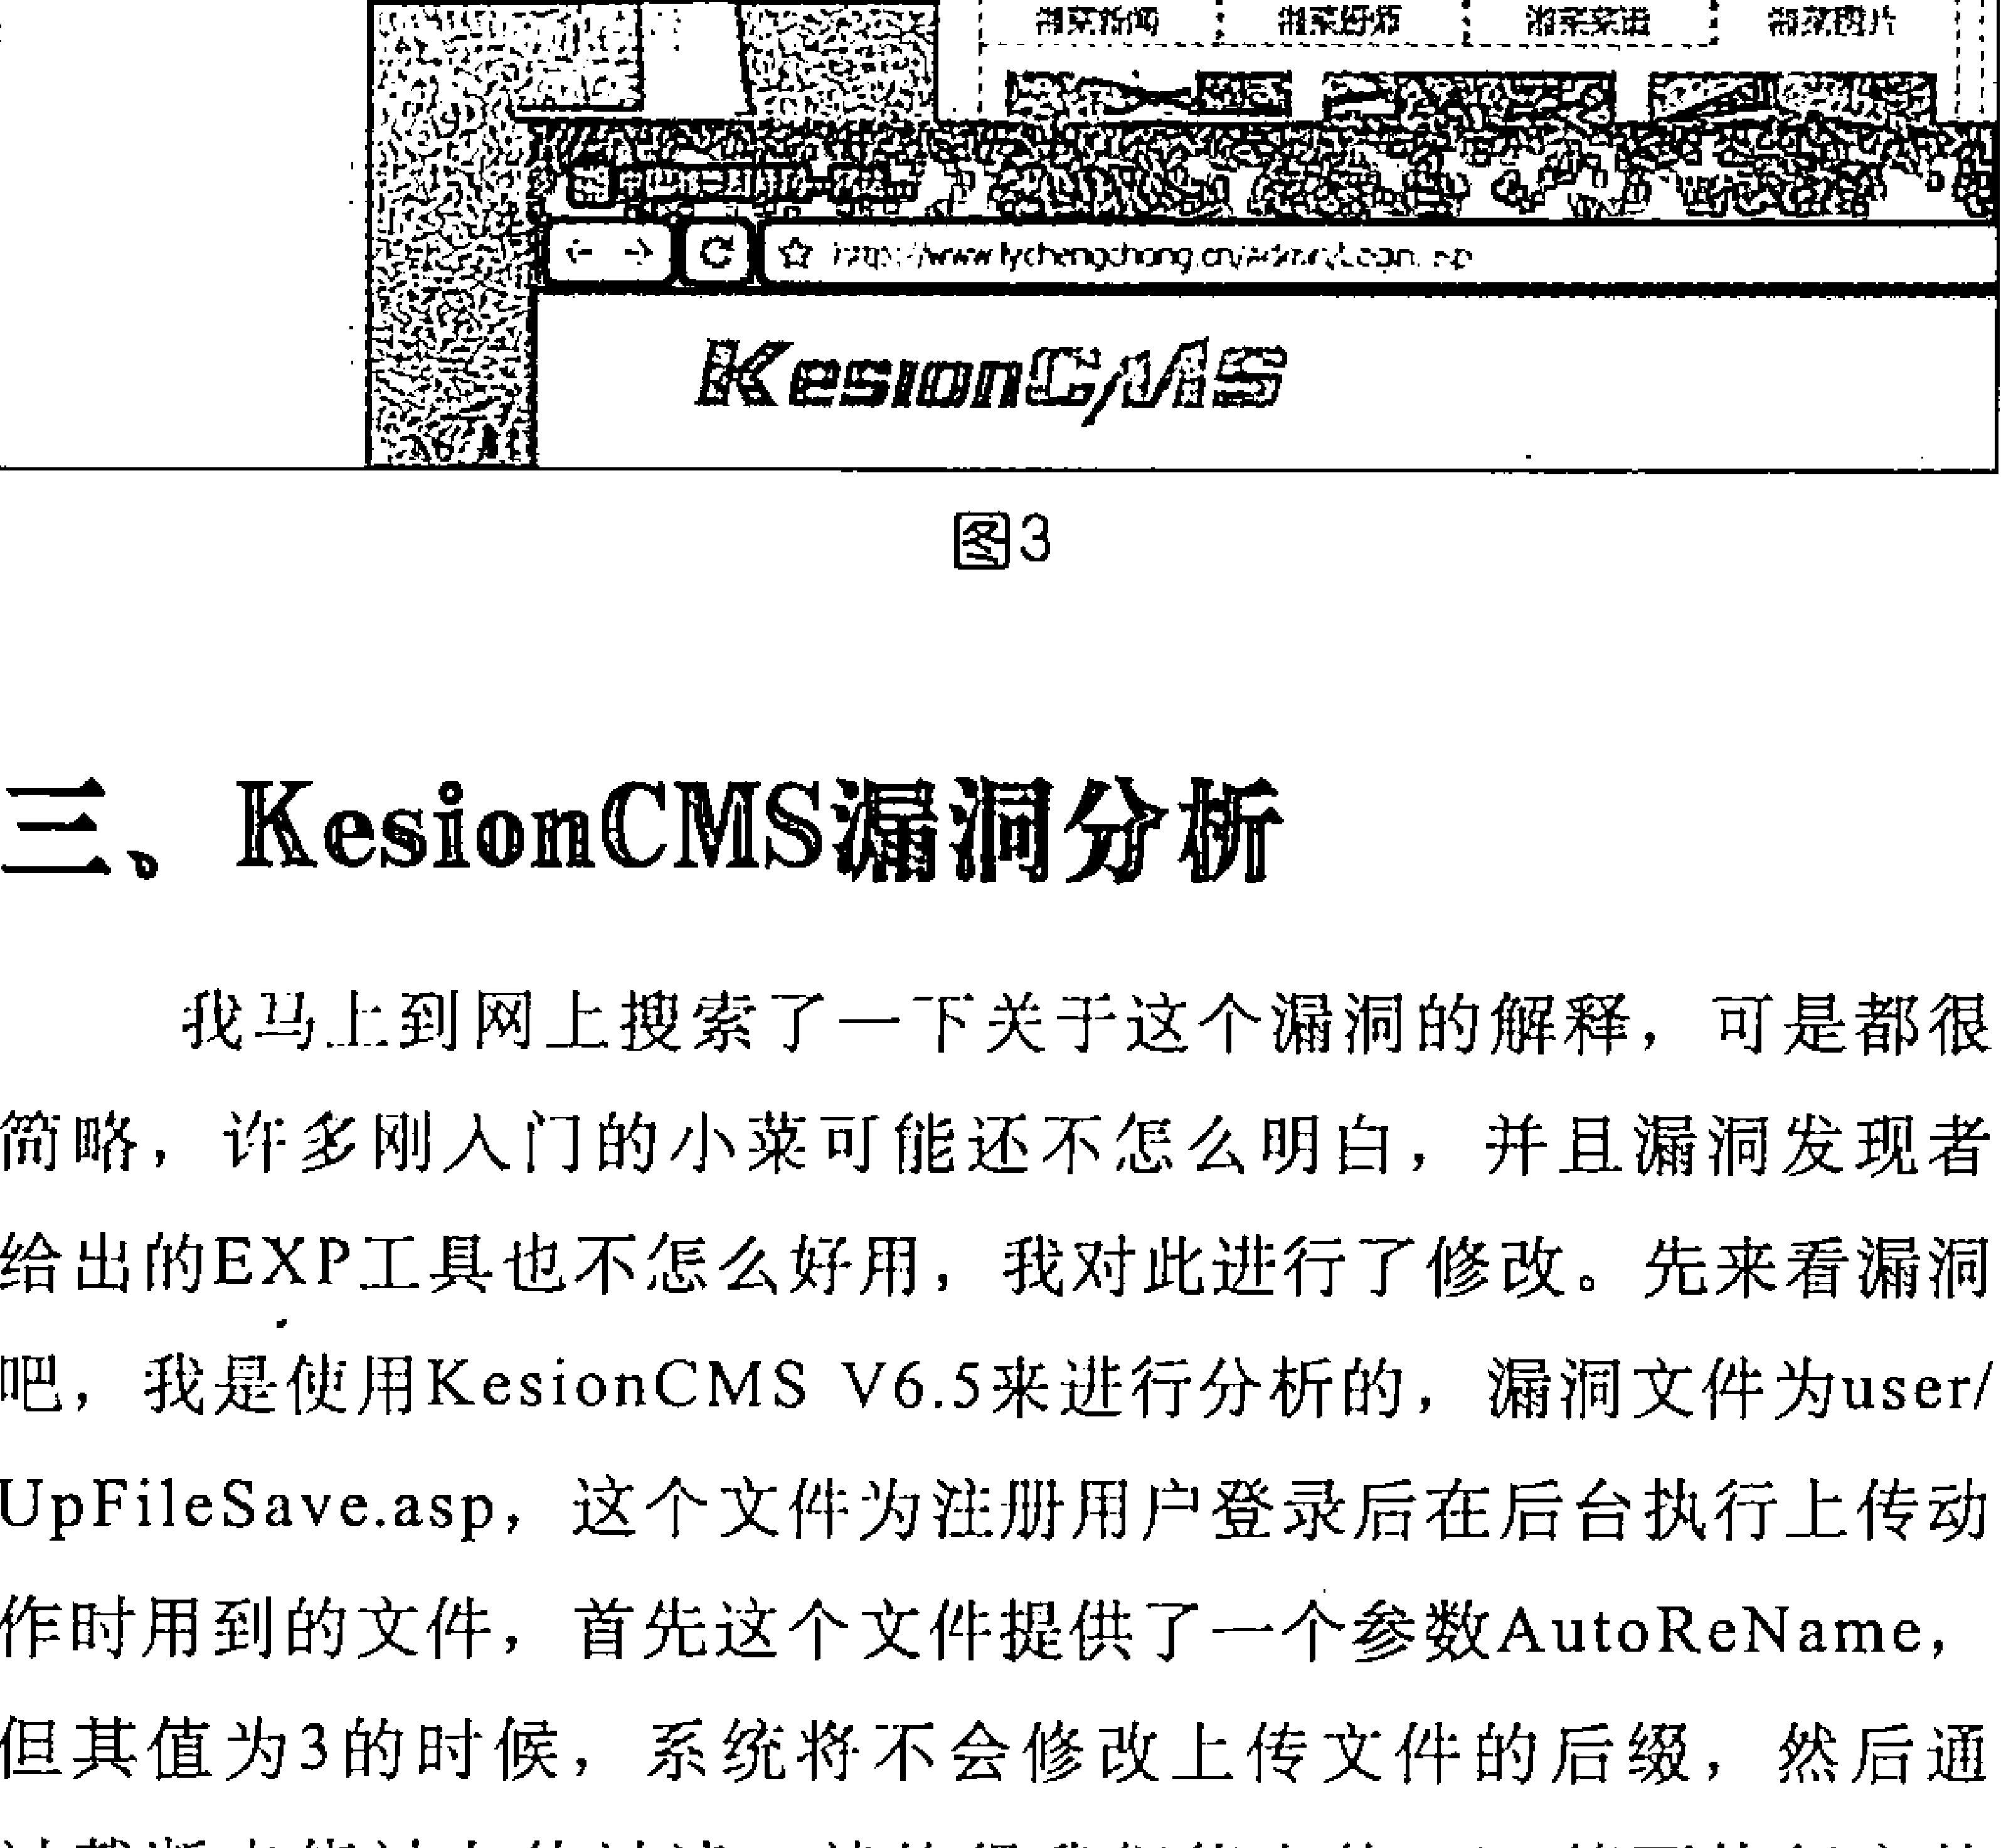 湘菜新闻 湘菜厨师 湘菜菜谱 湘菜图片
KesionCMS
图3
三、KesionCMS漏洞分析
我马上到网上搜索了一下关于这个漏洞的解释，可是都很
简略，许多刚入门的小菜可能还不怎么明白，并且漏洞发现者
给出的EXP工具也不怎么好用，我对此进行了修改。先来看漏洞
吧，我是使用KesionCMS V6.5来进行分析的，漏洞文件为user/
UpFileSave.asp，这个文件为注册用户登录后在后台执行上传动
作时用到的文件，首先这个文件提供了一个参数AutoReName，
但其值为3的时候，系统将不会修改上传文件的后缀，然后通